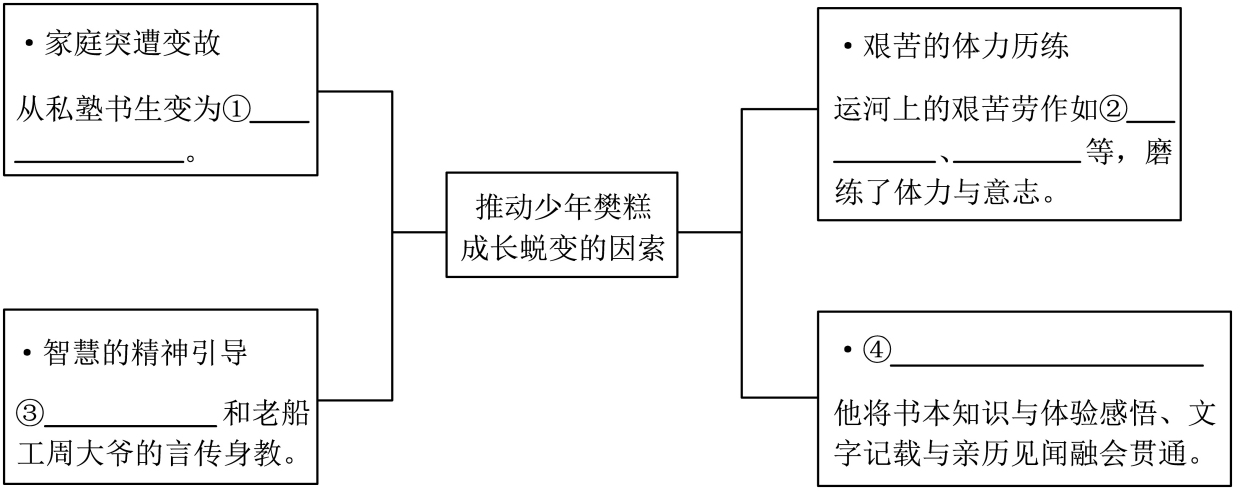 ·家庭突遭变故
从私塾书生变为①____
____________。
·艰苦的体力历练
运河上的艰苦劳作如②___
_______、________等，磨
练了体力与意志。
推动少年樊糕
成长蜕变的因索
·智慧的精神引导
③___________和老船
工周大爷的言传身教。
·④____________________
他将书本知识与体验感悟、文
字记载与亲历见闻融会贯通。